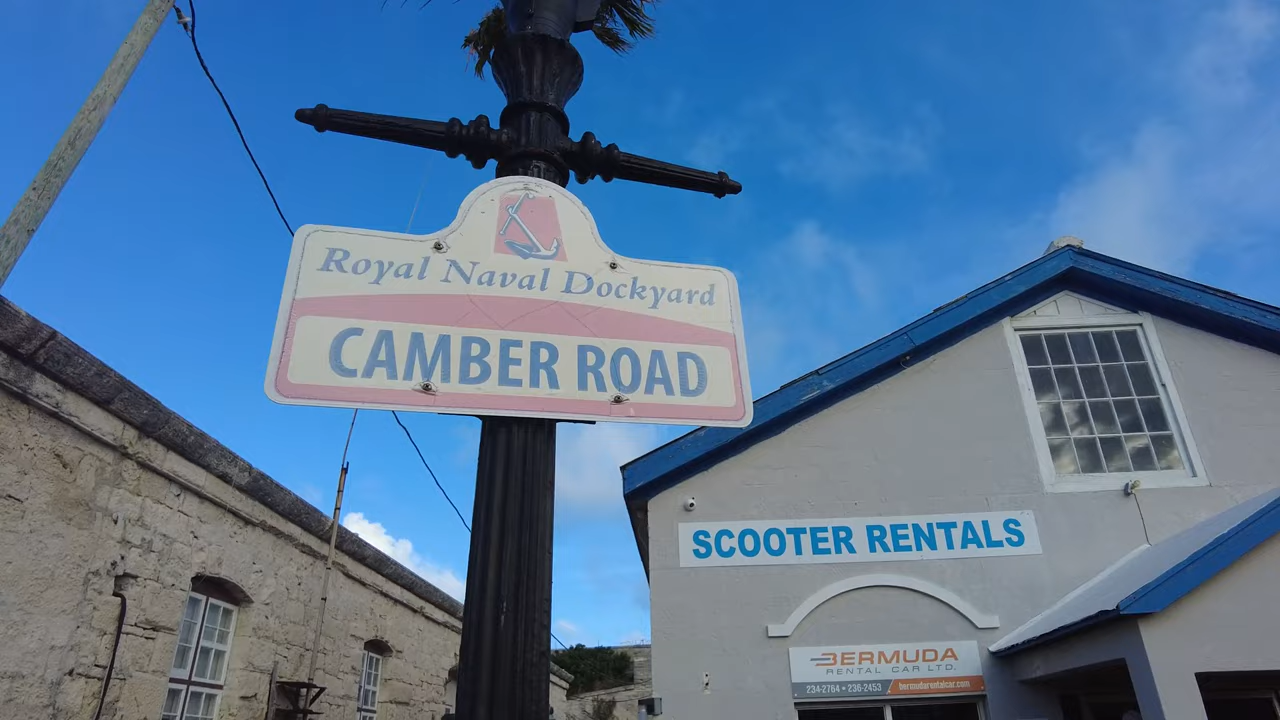 Royal Naval Dockyard
CAMBER ROAD
SCOOTER RENTALS
BERMUDA
RENTAL CAR LTD.
234-2764 • 236-2453
bermudarentalcar.com